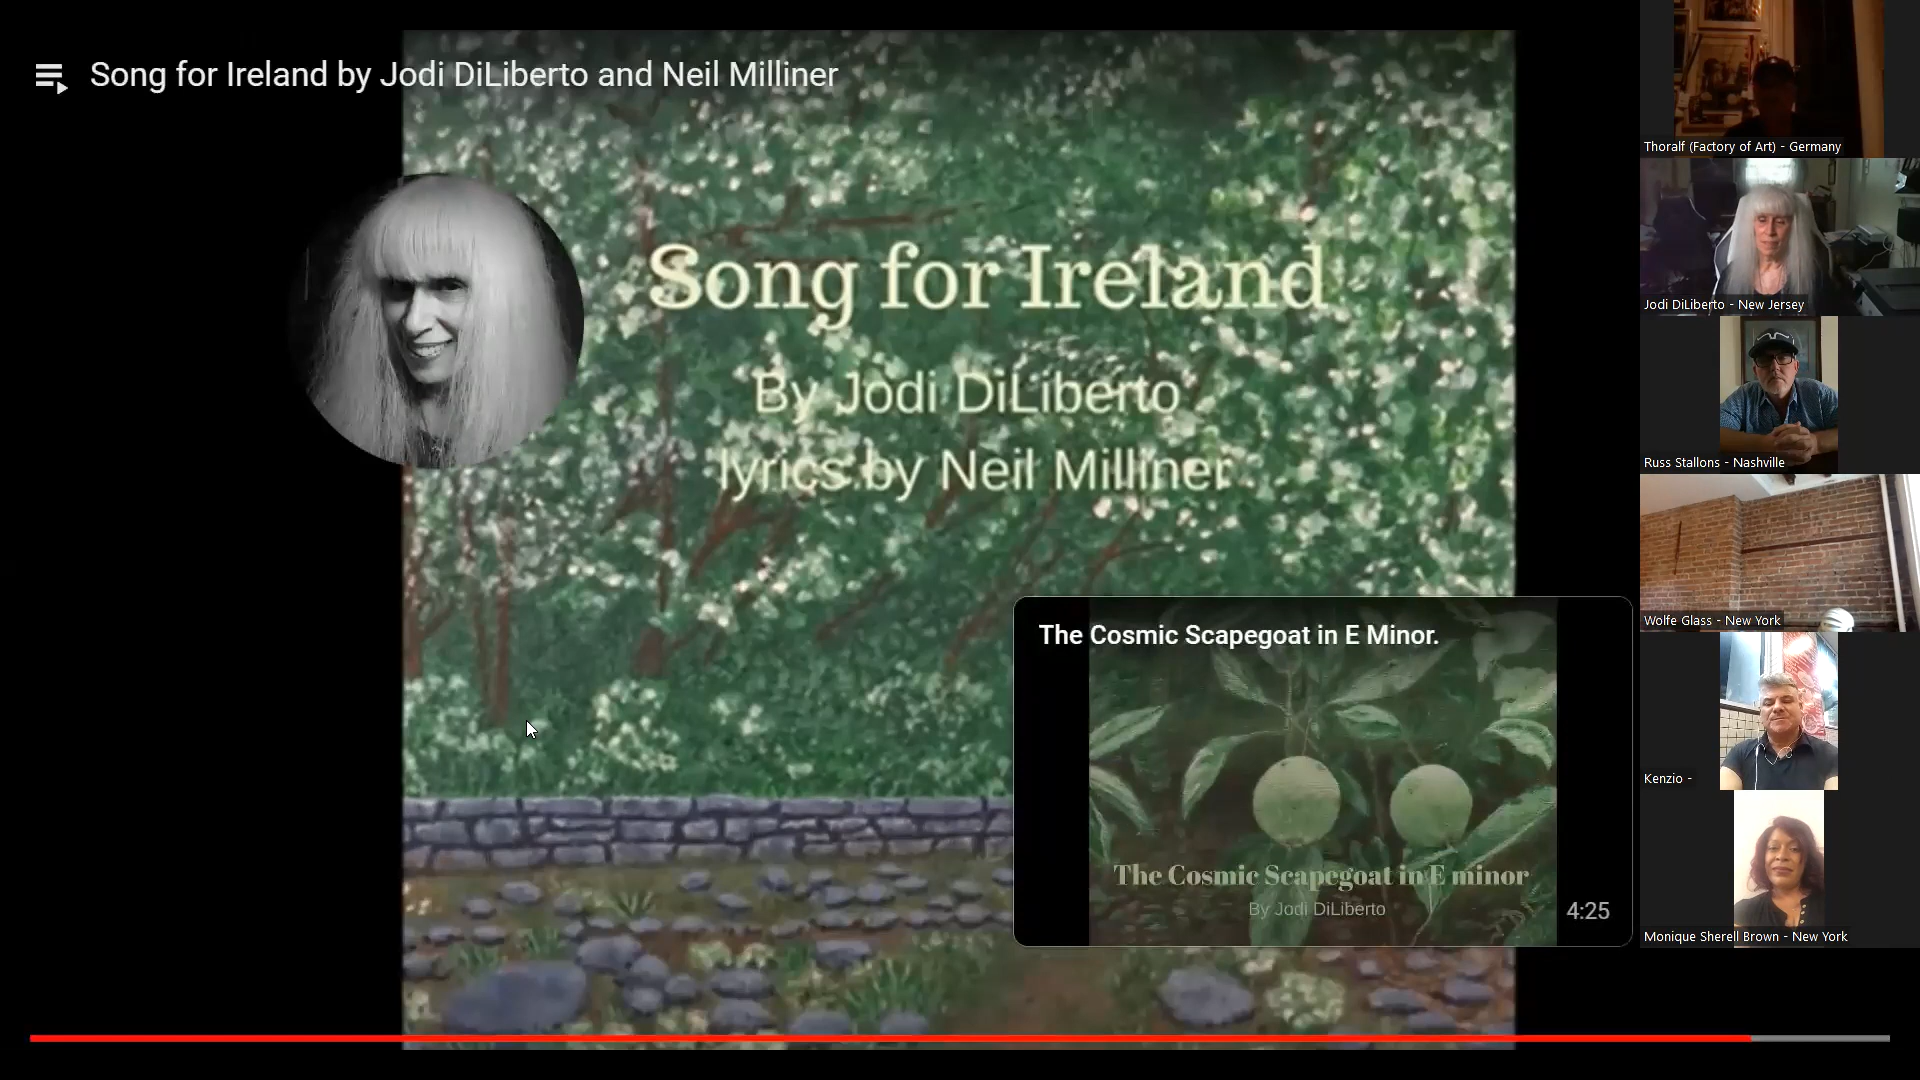 Song for Ireland by Jodi DiLiberto and Neil Milliner
Song for Ireland
By Jodi DiLiberto
lyrics by Neil Milliner
The Cosmic Scapegoat in E Minor.
The Cosmic Scapegoat in E minor
By Jodi DiLiberto
4:25
Thoralf (Factory of Art) - Germany
Jodi DiLiberto - New Jersey
Russ Stallons - Nashville
Wolfe Glass - New York
Kenzio -
Monique Sherell Brown - New York